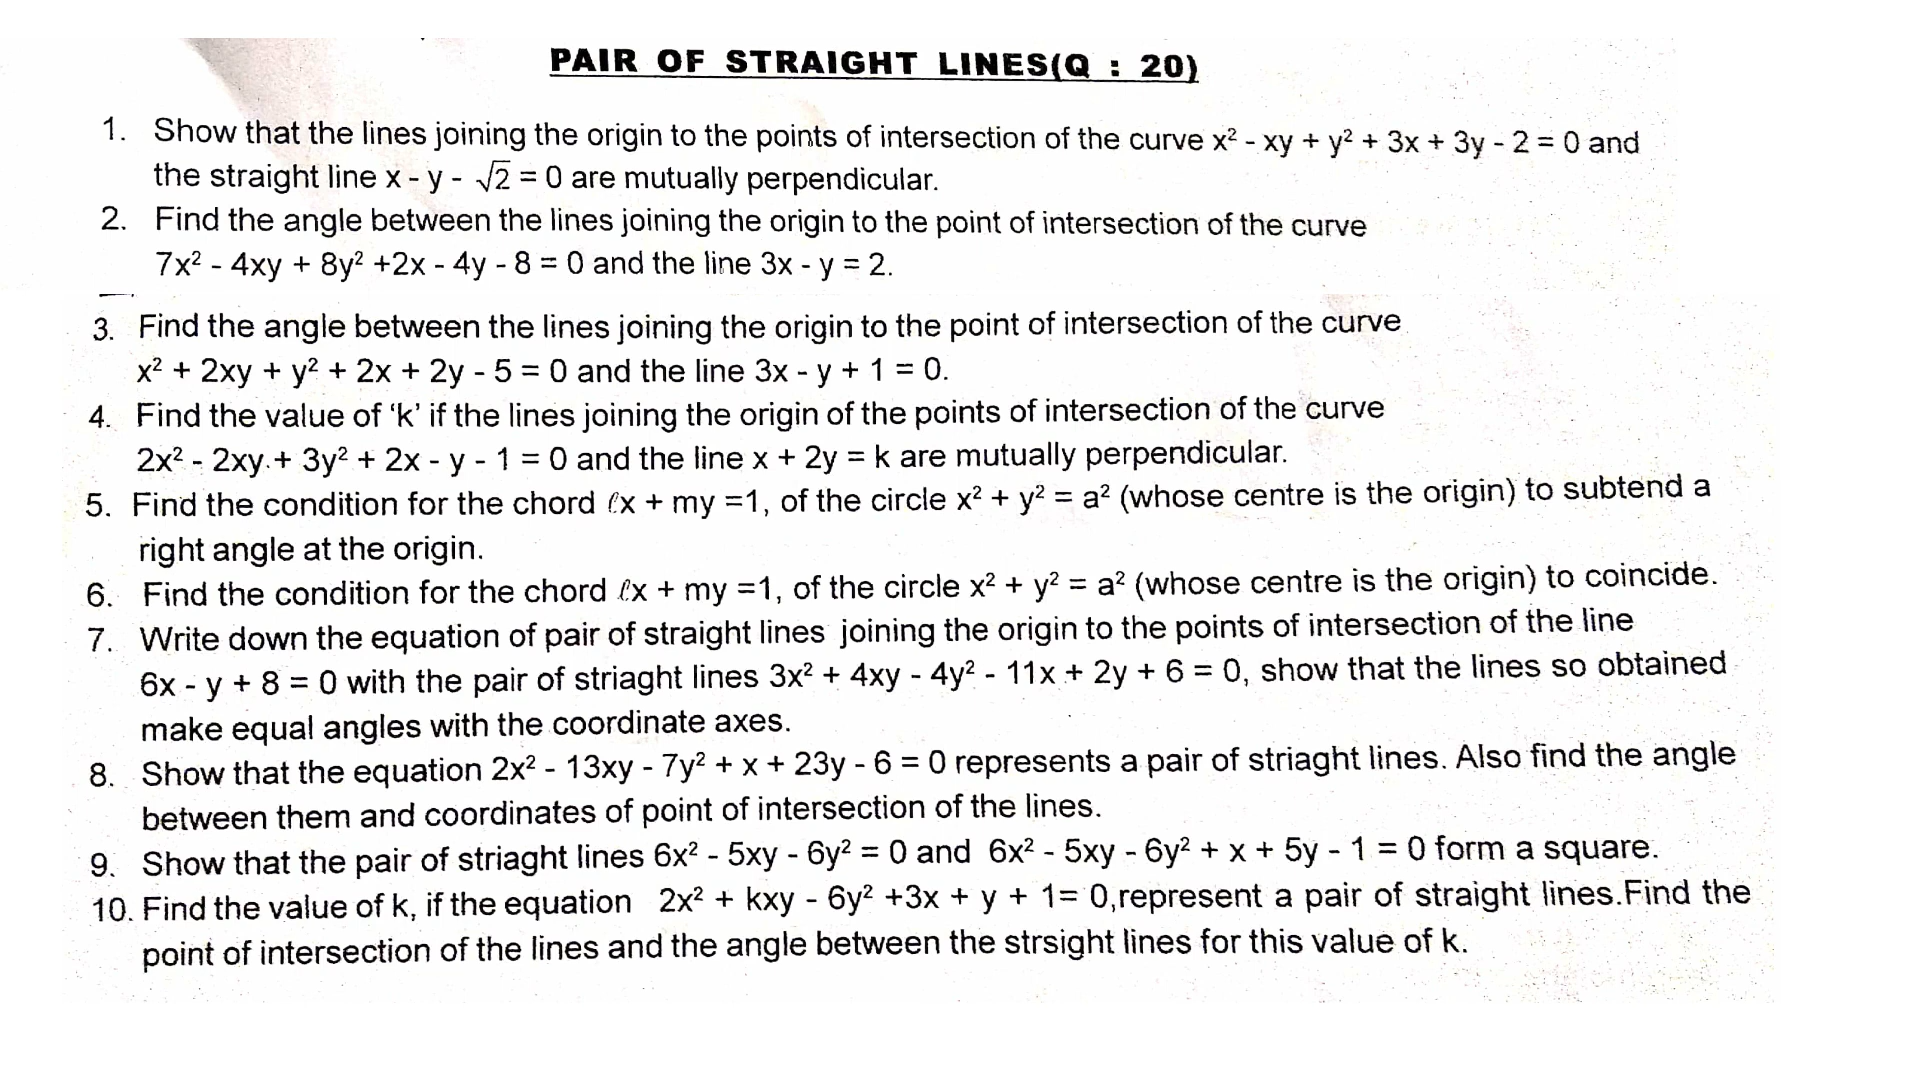 PAIR OF STRAIGHT LINES(Q : 20)
1. Show that the lines joining the origin to the points of intersection of the curve x² - xy + y² + 3x + 3y - 2 = 0 and
the straight line x - y - √2 = 0 are mutually perpendicular.
2. Find the angle between the lines joining the origin to the point of intersection of the curve
7x² - 4xy + 8y² +2x - 4y - 8 = 0 and the line 3x - y = 2.
3. Find the angle between the lines joining the origin to the point of intersection of the curve
x² + 2xy + y² + 2x + 2y - 5 = 0 and the line 3x - y + 1 = 0.
4. Find the value of ‘k’ if the lines joining the origin of the points of intersection of the curve
2x² - 2xy + 3y² + 2x - y - 1 = 0 and the line x + 2y = k are mutually perpendicular.
5. Find the condition for the chord ℓx + my =1, of the circle x² + y² = a² (whose centre is the origin) to subtend a
right angle at the origin.
6. Find the condition for the chord ℓx + my =1, of the circle x² + y² = a² (whose centre is the origin) to coincide.
7. Write down the equation of pair of straight lines joining the origin to the points of intersection of the line
6x - y + 8 = 0 with the pair of striaght lines 3x² + 4xy - 4y² - 11x + 2y + 6 = 0, show that the lines so obtained
make equal angles with the coordinate axes.
8. Show that the equation 2x² - 13xy - 7y² + x + 23y - 6 = 0 represents a pair of striaght lines. Also find the angle
between them and coordinates of point of intersection of the lines.
9. Show that the pair of striaght lines 6x² - 5xy - 6y² = 0 and 6x² - 5xy - 6y² + x + 5y - 1 = 0 form a square.
10. Find the value of k, if the equation 2x² + kxy - 6y² +3x + y + 1= 0,represent a pair of straight lines.Find the
point of intersection of the lines and the angle between the strsight lines for this value of k.